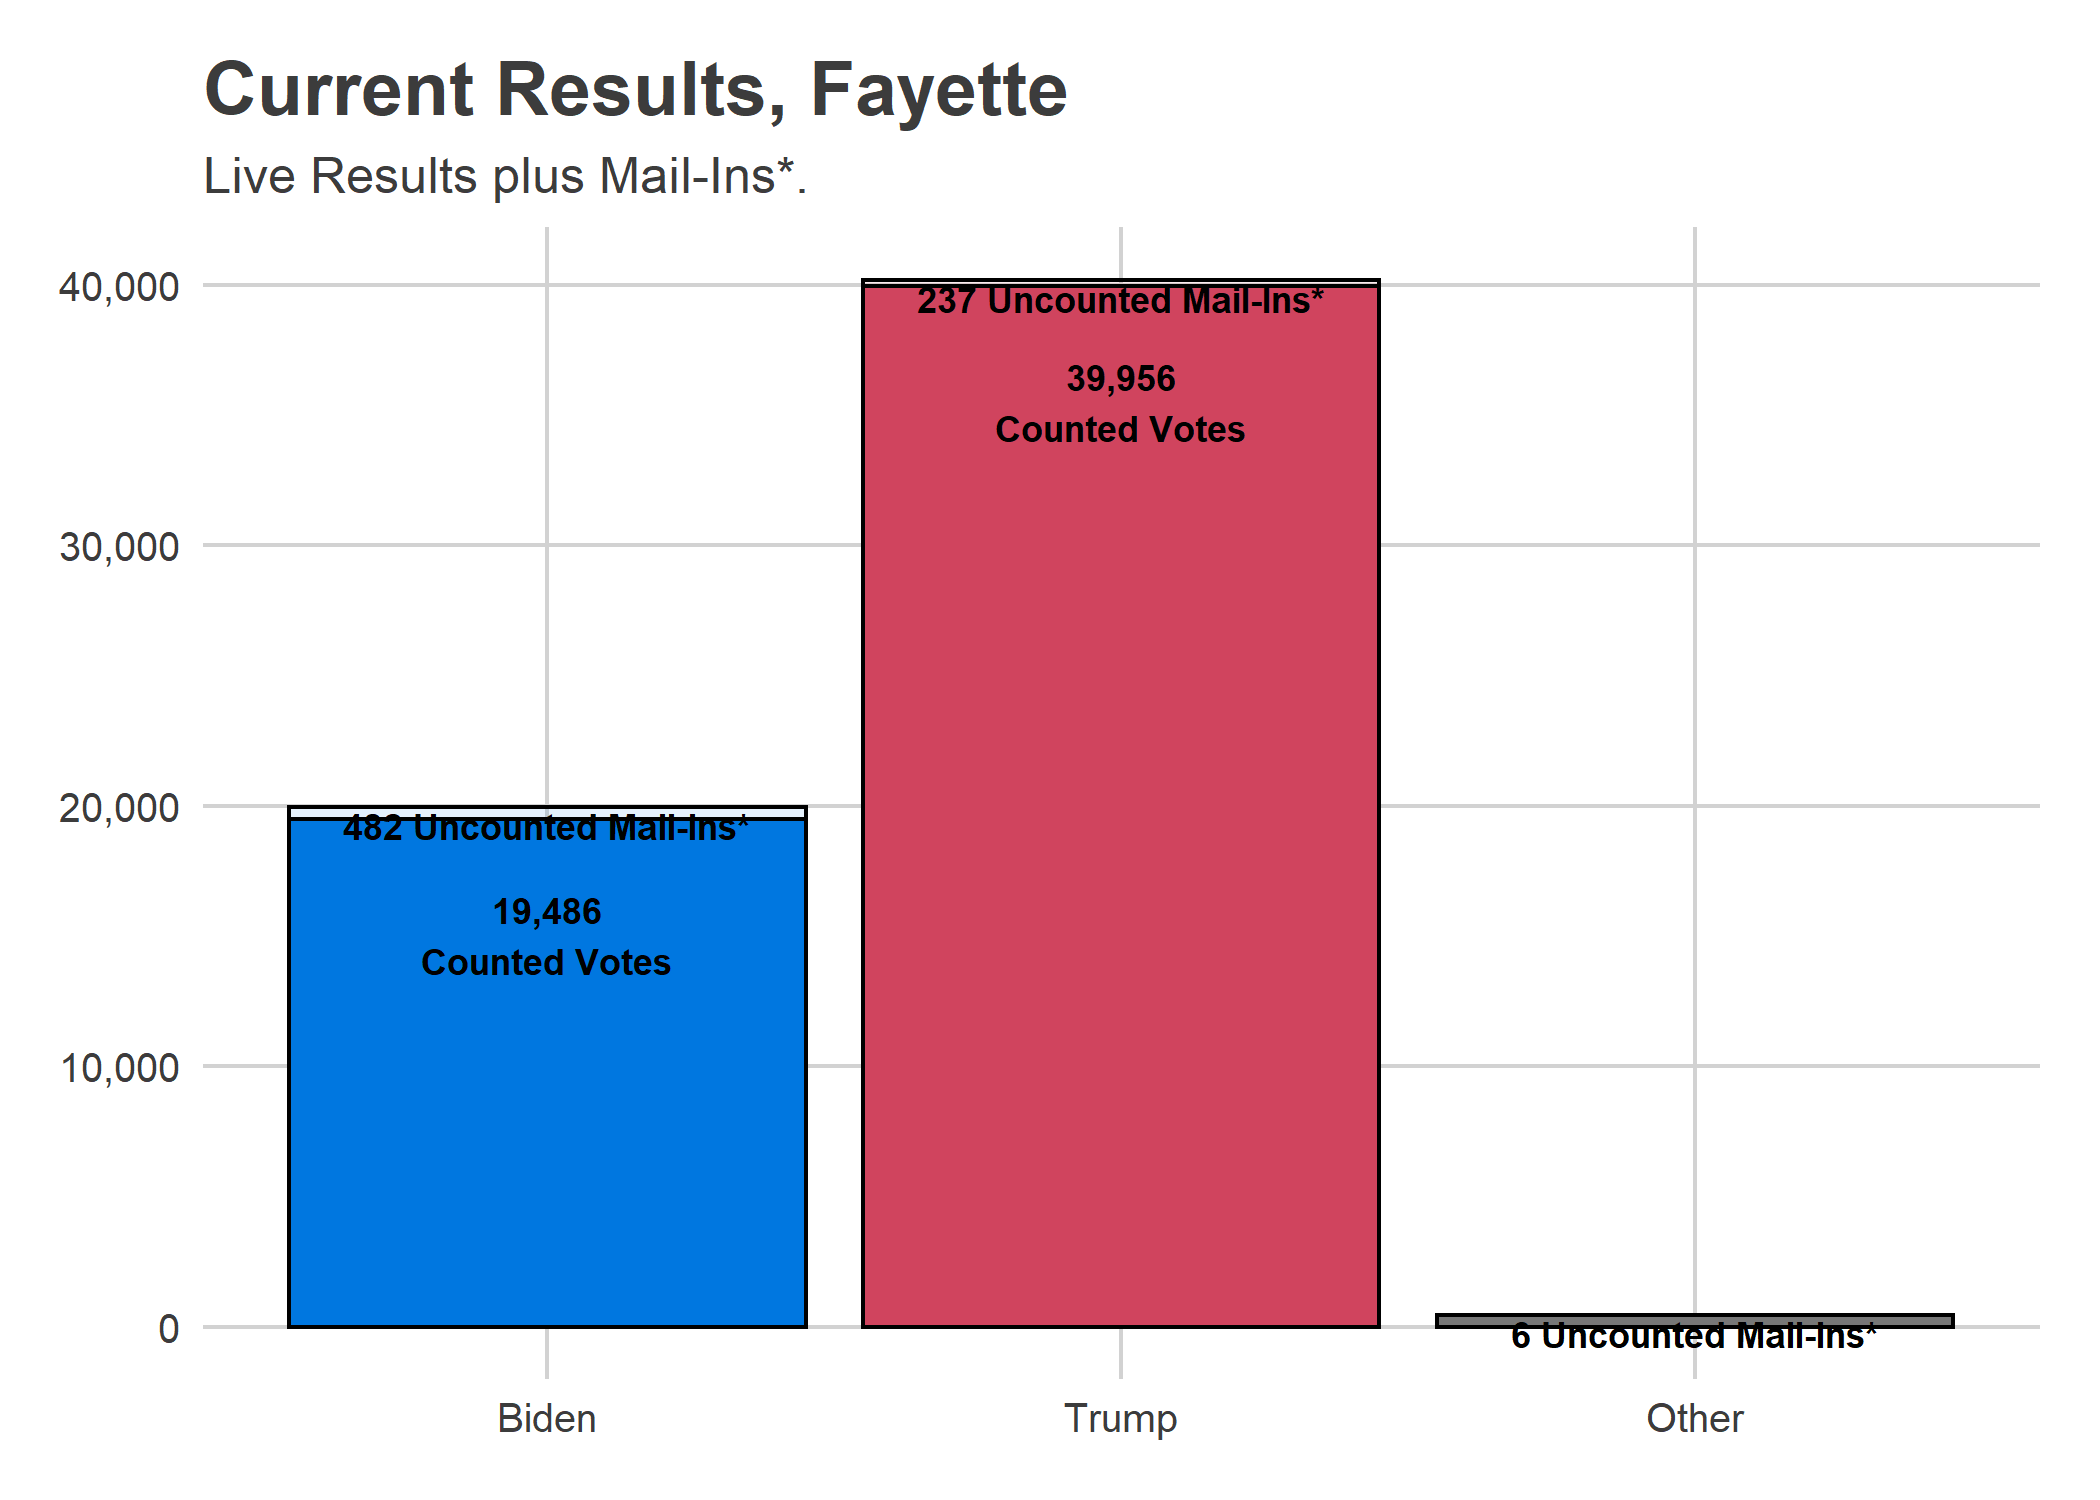 Current Results, Fayette
Live Results plus Mail-Ins*.
40,000
30,000
20,000
10,000
0
482 Uncounted Mail-Ins*
19,486
Counted Votes
237 Uncounted Mail-Ins*
39,956
Counted Votes
6 Uncounted Mail-Ins*
Biden
Trump
Other